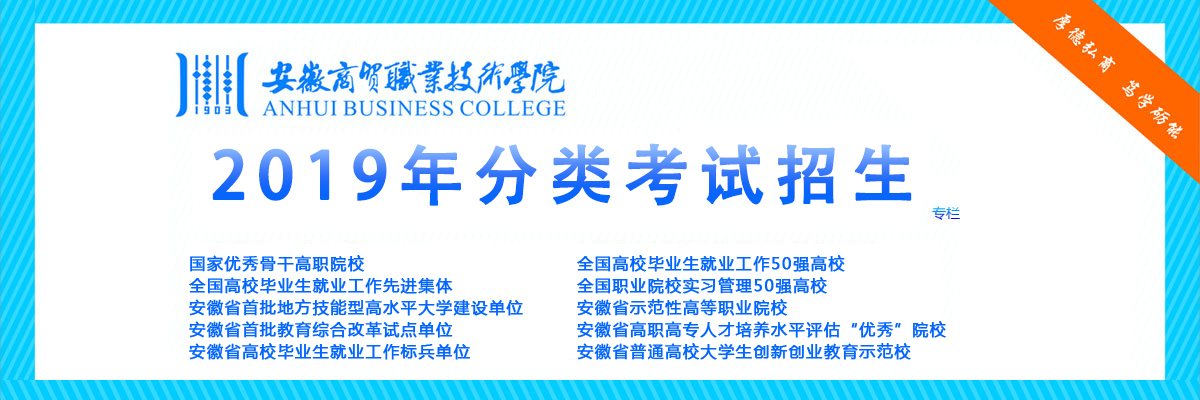 厚德弘商 笃学砺能
1903
安徽商贸職業技術學院
ANHUI BUSINESS COLLEGE
2019年分类考试招生
专栏
国家优秀骨干高职院校
全国高校毕业生就业工作先进集体
安徽省首批地方技能型高水平大学建设单位
安徽省首批教育综合改革试点单位
安徽省高校毕业生就业工作标兵单位
全国高校毕业生就业工作50强高校
全国职业院校实习管理50强高校
安徽省示范性高等职业院校
安徽省高职高专人才培养水平评估“优秀”院校
安徽省普通高校大学生创新创业教育示范校